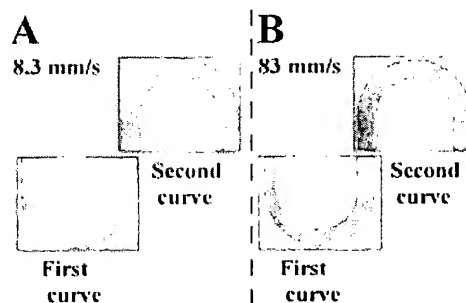 A
8.3 mm/s
Second
curve
First
curve
B
83 mm/s
Second
curve
First
curve